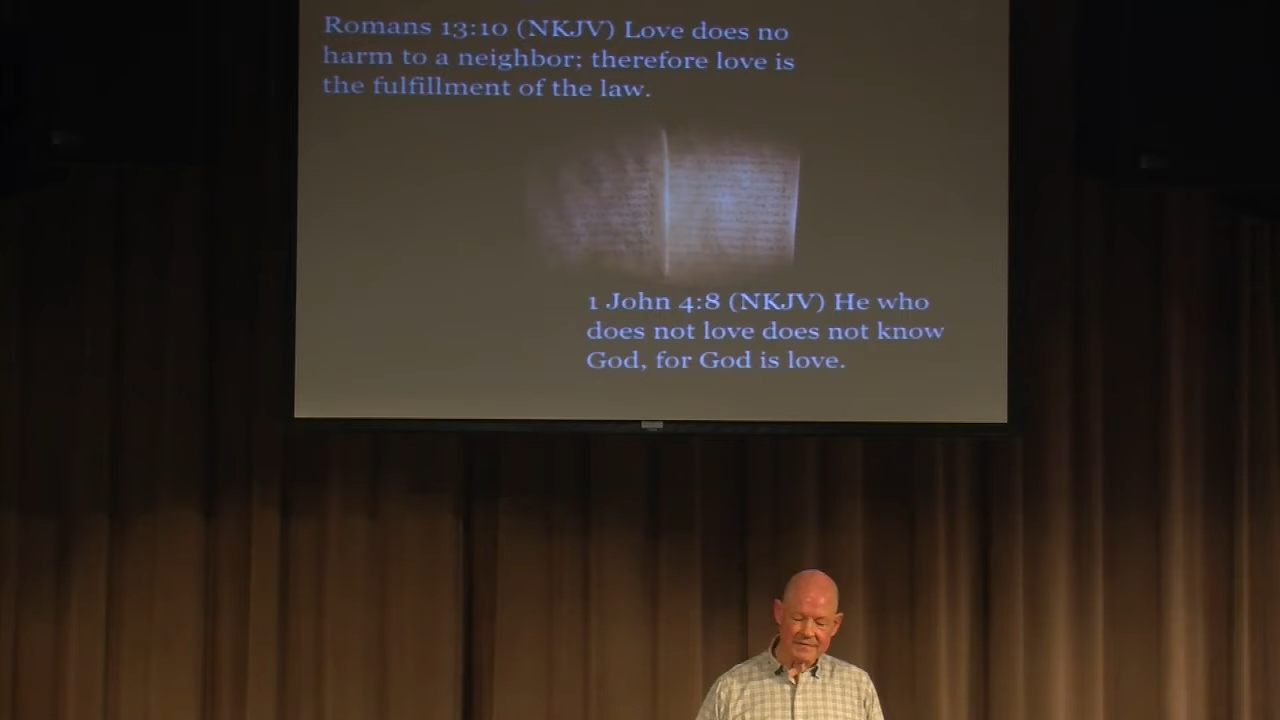 Romans 13:10 (NKJV) Love does no
harm to a neighbor; therefore love is
the fulfillment of the law.
1 John 4:8 (NKJV) He who
does not love does not know
God, for God is love.